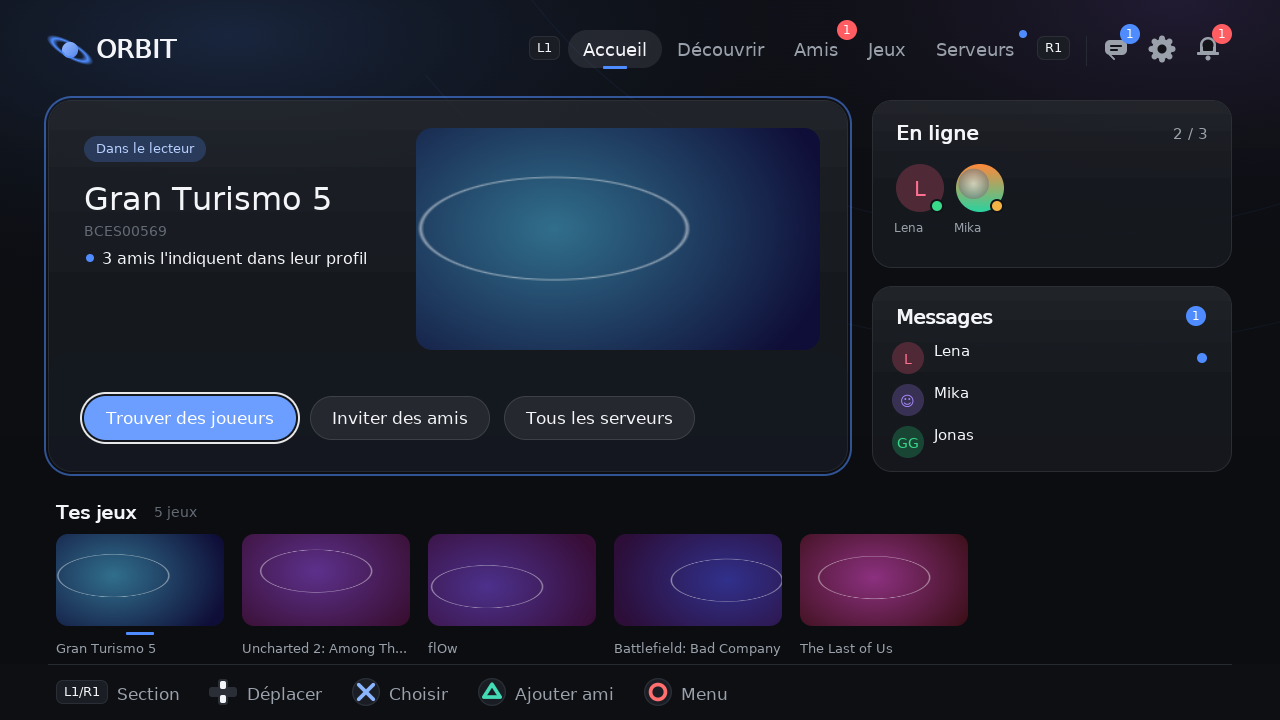 ORBIT
L1
Accueil
Découvrir
Amis
1
Jeux
Serveurs
R1
1
1
Dans le lecteur
Gran Turismo 5
BCES00569
3 amis l'indiquent dans leur profil
Trouver des joueurs
Inviter des amis
Tous les serveurs
En ligne
2 / 3
L
Lena
Mika
Messages
1
L
Lena
Mika
GG
Jonas
Tes jeux
5 jeux
Gran Turismo 5
Uncharted 2: Among Th...
flOw
Battlefield: Bad Company
The Last of Us
L1/R1
Section
Déplacer
Choisir
Ajouter ami
Menu